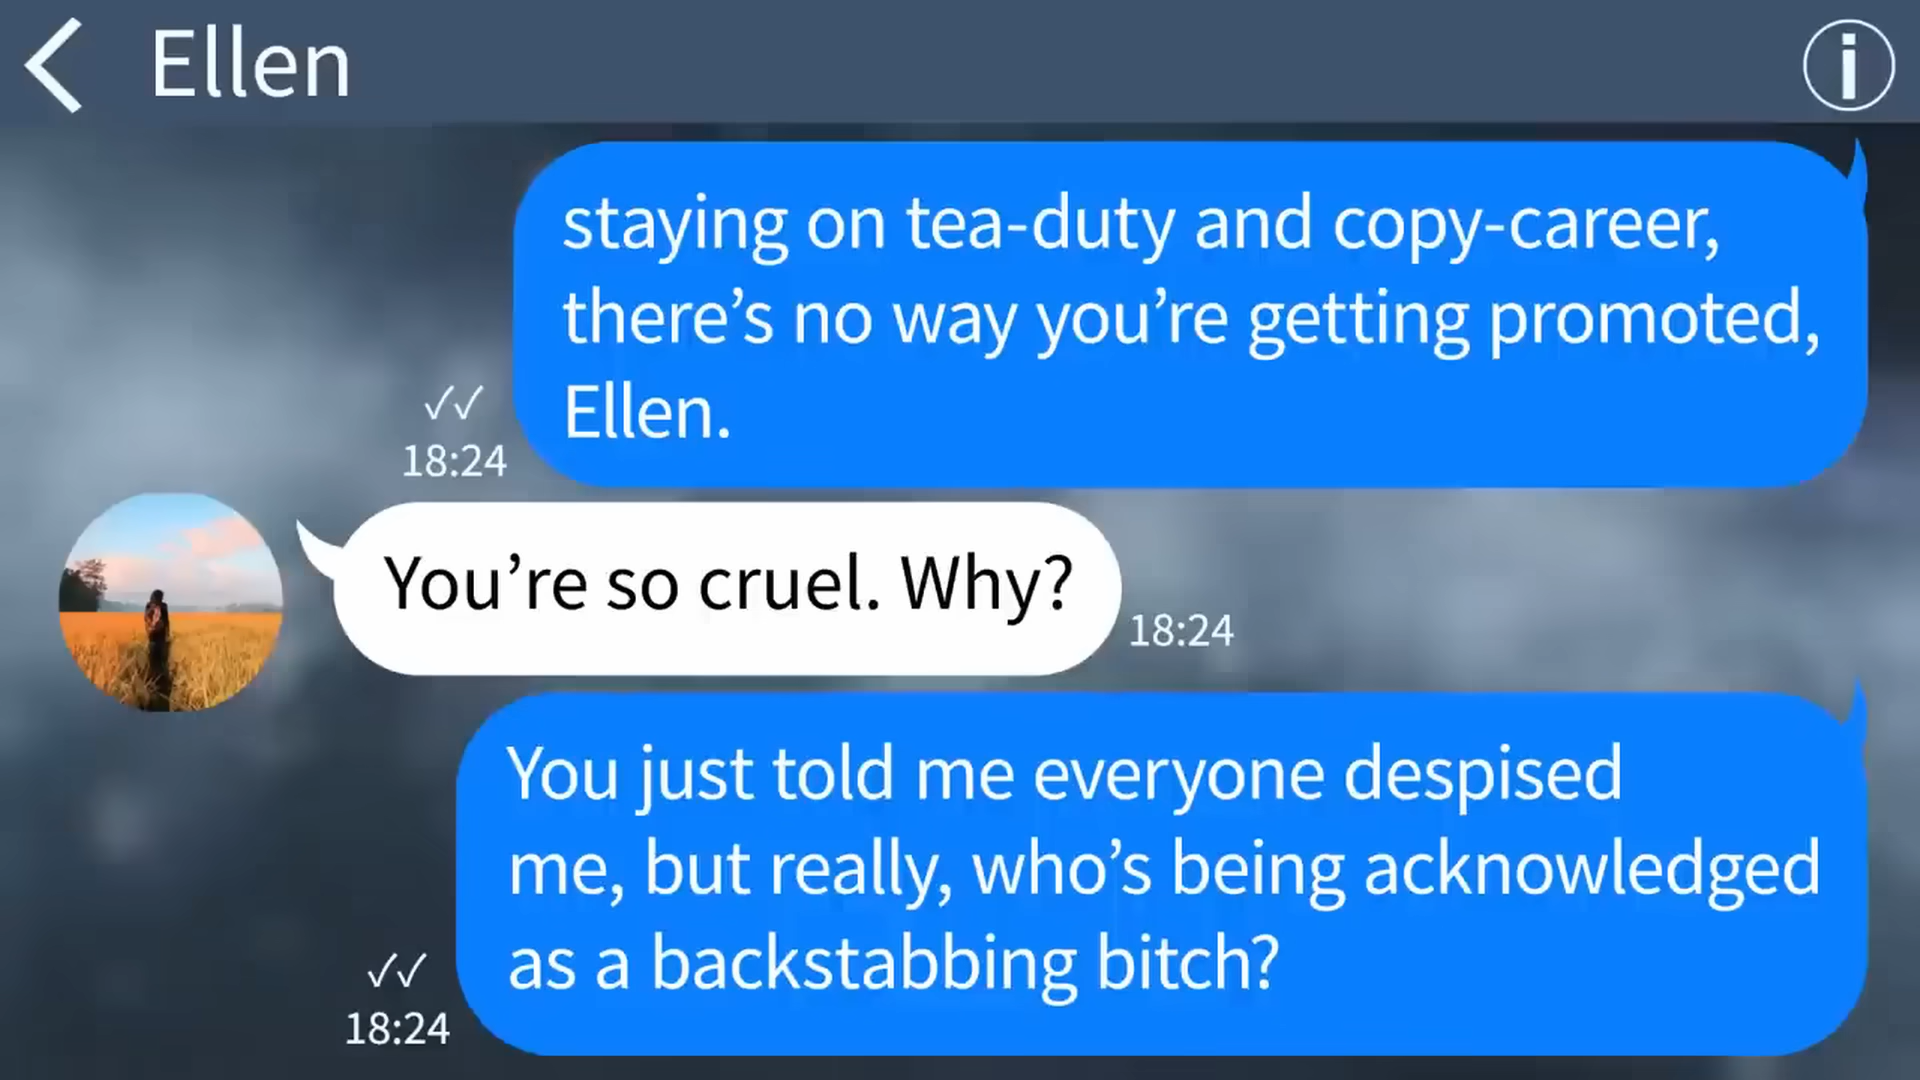 Ellen
staying on tea-duty and copy-career,
there's no way you're getting promoted,
Ellen.
18:24
You're so cruel. Why?
18:24
You just told me everyone despised
me, but really, who's being acknowledged
as a backstabbing bitch?
18:24